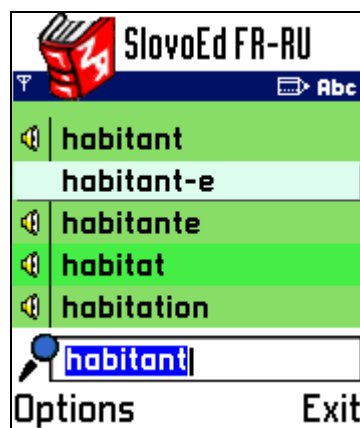 SlovoEd FR-RU
Abc
habitant
habitant-e
habitante
habitat
habitation
habitant
Options Exit